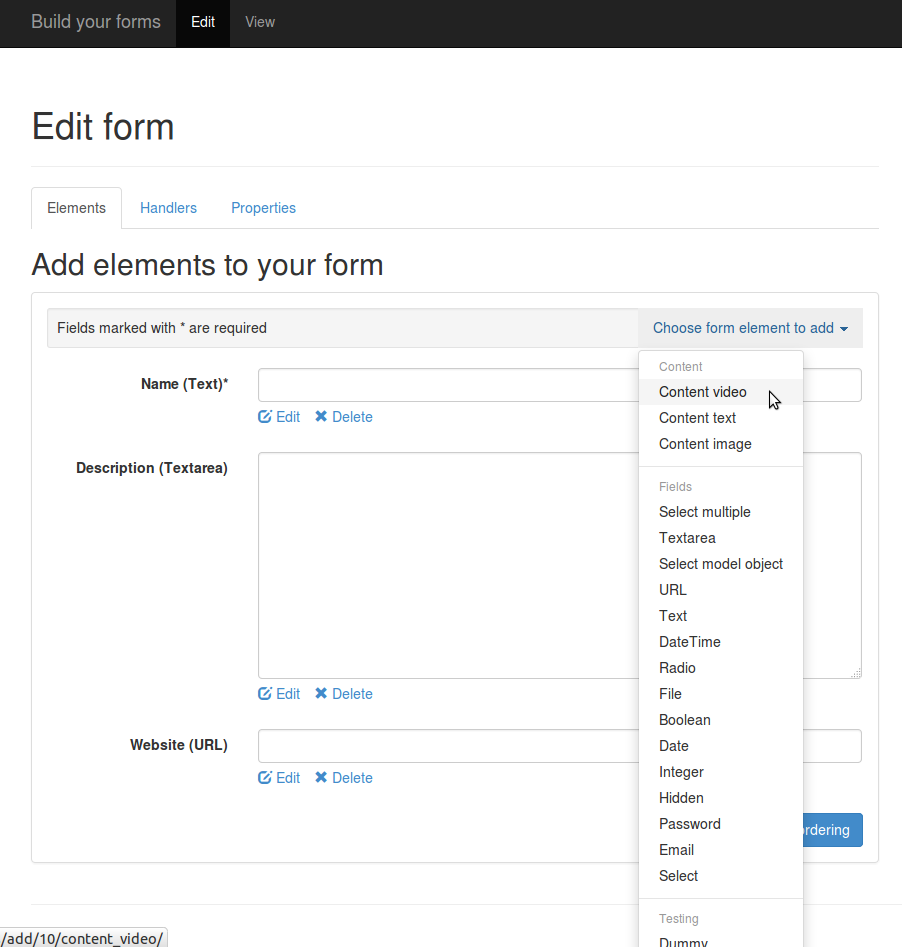 Build your forms Edit View
Edit form
Elements Handlers Properties
Add elements to your form
Fields marked with * are required Choose form element to add
Name (Text)*
Edit Delete
Description (Textarea)
Edit Delete
Website (URL)
Edit Delete
Content
Content video
Content text
Content image
Fields
Select multiple
Textarea
Select model object
URL
Text
DateTime
Radio
File
Boolean
Date
Integer
Hidden
Password
Email
Select
Testing
Dummy
ordering
/add/10/content_video/